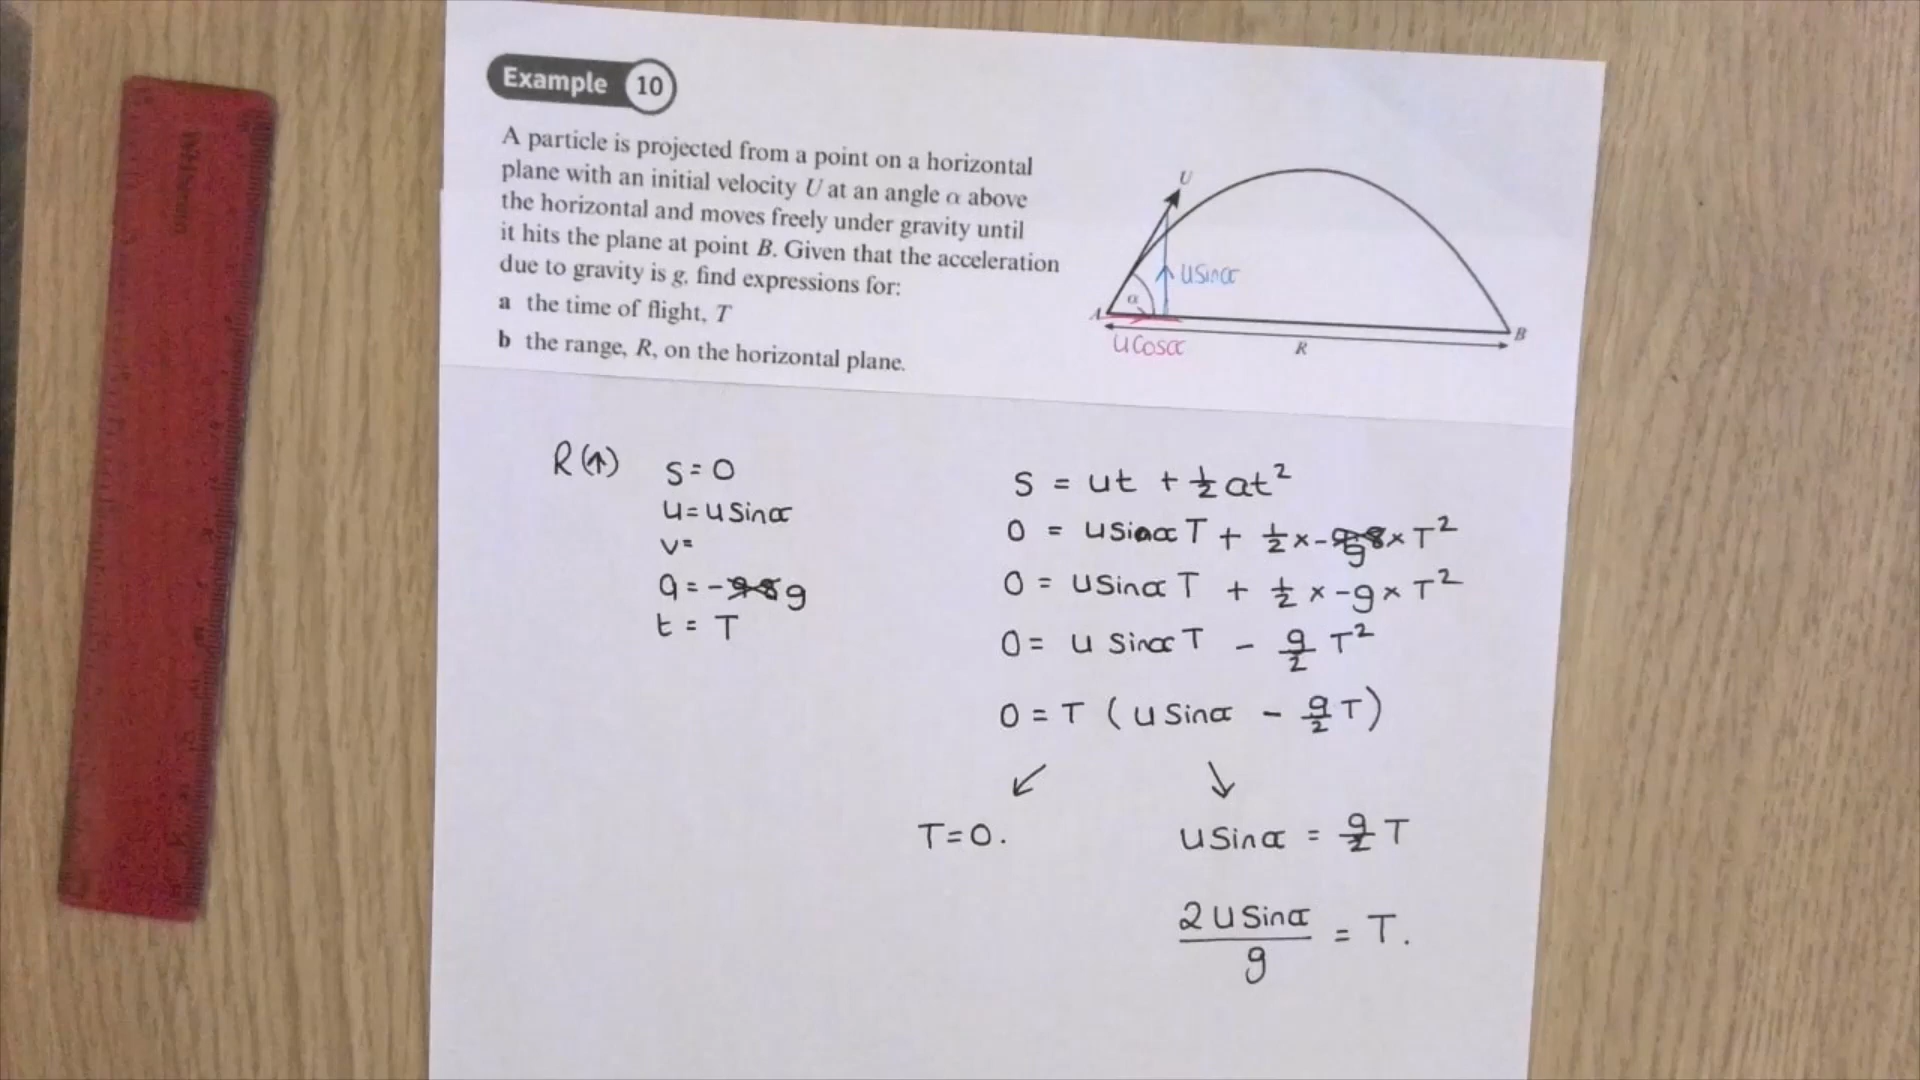 Example 10
A particle is projected from a point on a horizontal
plane with an initial velocity U at an angle α above
the horizontal and moves freely under gravity until
it hits the plane at point B. Given that the acceleration
due to gravity is g, find expressions for:
a the time of flight, T
b the range, R, on the horizontal plane.
U
usinα
α
A
B
ucosα
R
R(↑)
s = 0
u = usinα
v =
a = -9.8 g
t = T
s = ut + ½at²
0 = usinαT + ½ × -9.8 g × T²
0 = usinαT + ½ × -g × T²
0 = usinαT - g/2 T²
0 = T (usinα - g/2 T)
↙ ↘
T=0.
usinα = g/2 T
2usinα/g = T.